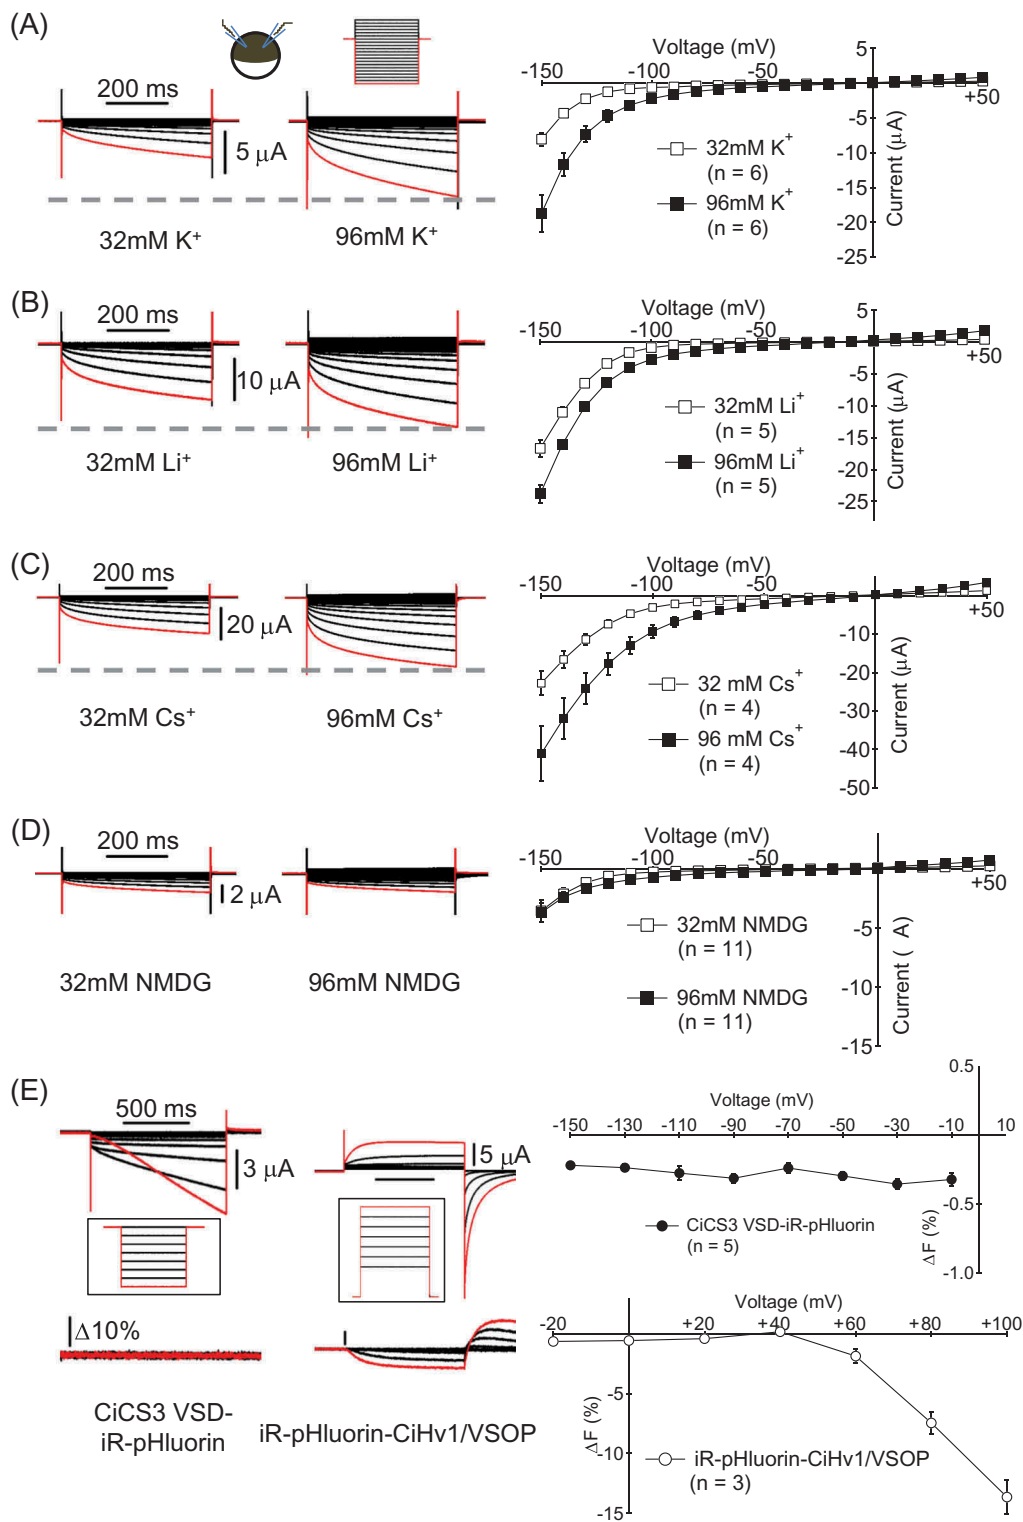 (A)
200 ms
5 μA
32mM K⁺
96mM K⁺
Voltage (mV)
-150
-100
-50
+50
5
-5
-10
-15
-20
-25
Current (μA)
32mM K⁺
(n = 6)
96mM K⁺
(n = 6)
(B)
200 ms
10 μA
32mM Li⁺
96mM Li⁺
Voltage (mV)
-150
-100
-50
+50
5
-5
-10
-15
-20
-25
Current (μA)
32mM Li⁺
(n = 5)
96mM Li⁺
(n = 5)
(C)
200 ms
20 μA
32mM Cs⁺
96mM Cs⁺
Voltage (mV)
-150
-100
-50
+50
5
-10
-20
-30
-40
-50
Current (μA)
32 mM Cs⁺
(n = 4)
96 mM Cs⁺
(n = 4)
(D)
200 ms
2 μA
32mM NMDG
96mM NMDG
Voltage (mV)
-150
-100
-50
+50
-5
-10
-15
Current ( A)
32mM NMDG
(n = 11)
96mM NMDG
(n = 11)
(E)
500 ms
3 μA
5 μA
Δ10%
CiCS3 VSD-
iR-pHluorin
iR-pHluorin-CiHv1/VSOP
Voltage (mV)
-150 -130 -110 -90 -70 -50 -30 -10 10
0.5
-0.5
-1.0
ΔF (%)
CiCS3 VSD-iR-pHluorin
(n = 5)
Voltage (mV)
-20 +20 +40 +60 +80 +100
-5
-10
-15
ΔF (%)
iR-pHluorin-CiHv1/VSOP
(n = 3)